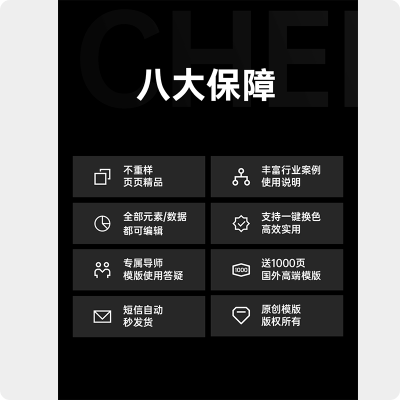 CHE
八大保障
不重样
页页精品
丰富行业案例
使用说明
全部元素/数据
都可编辑
支持一键换色
高效实用
专属导师
模版使用答疑
1000
送1000页
国外高端模版
短信自动
秒发货
原创模版
版权所有